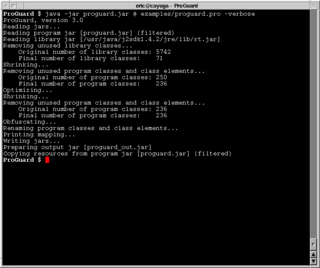 eric@cayuga - ProGuard
ProGuard $ java -jar proguard.jar @ examples/proguard.pro -verbose
ProGuard, version 3.0
Reading jars...
Reading program jar [proguard.jar] (filtered)
Reading library jar [/usr/java/j2sdk1.4.2/jre/lib/rt.jar]
Removing unused library classes...
Original number of library classes: 5742
Final number of library classes: 71
Shrinking...
Removing unused program classes and class elements...
Original number of program classes: 250
Final number of program classes: 236
Optimizing...
Shrinking...
Removing unused program classes and class elements...
Original number of program classes: 236
Final number of program classes: 236
Obfuscating...
Renaming program classes and class elements...
Printing mapping...
Writing jars...
Preparing output jar [proguard_out.jar]
Copying resources from program jar [proguard.jar] (filtered)
ProGuard $